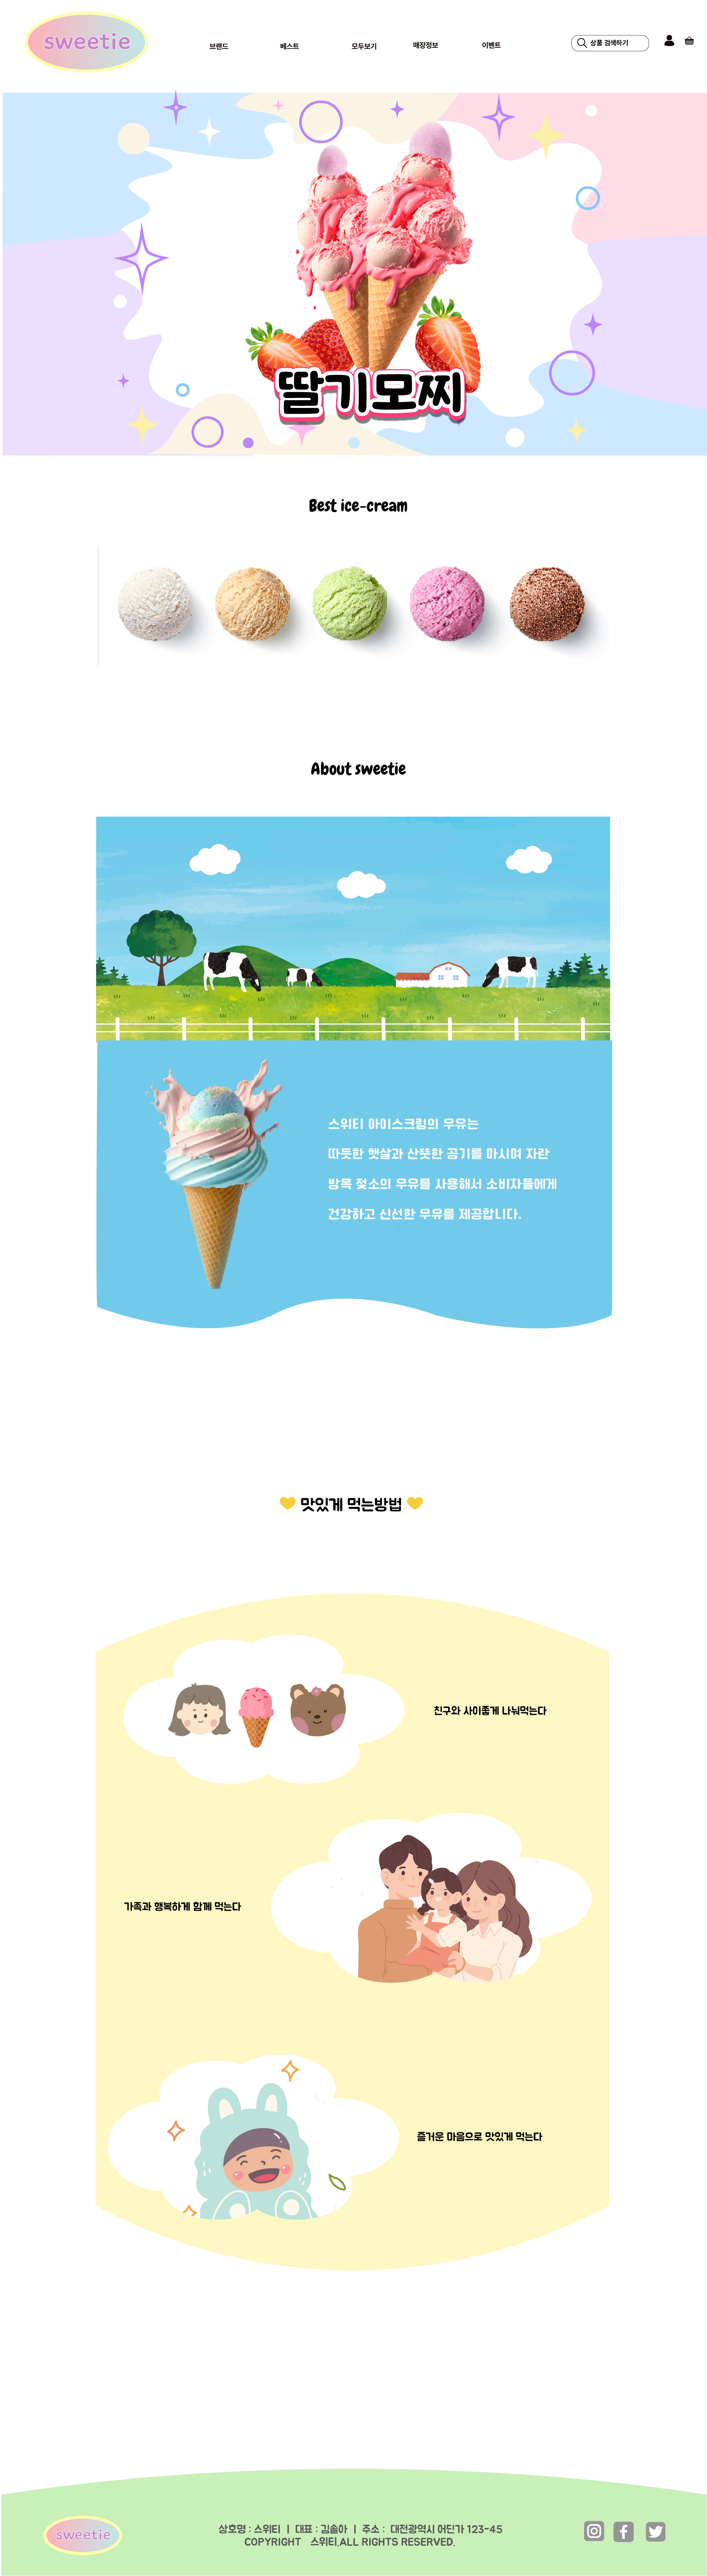 sweetie
브랜드
베스트
모두보기
매장정보
이벤트
상품 검색하기
딸기모찌
Best ice-cream
About sweetie
스위티 아이스크림의 우유는
따듯한 햇살과 산뜻한 공기를 마시며 자란
방목 젖소의 우유를 사용해서 소비자들에게
건강하고 신선한 우유를 제공합니다.
맛있게 먹는방법
친구와 사이좋게 나눠먹는다
가족과 행복하게 함께 먹는다
즐거운 마음으로 맛있게 먹는다
sweetie
상호명 : 스위티 | 대표 : 김솔아 | 주소 : 대전광역시 어딘가 123-45
COPYRIGHT 스위티.ALL RIGHTS RESERVED.